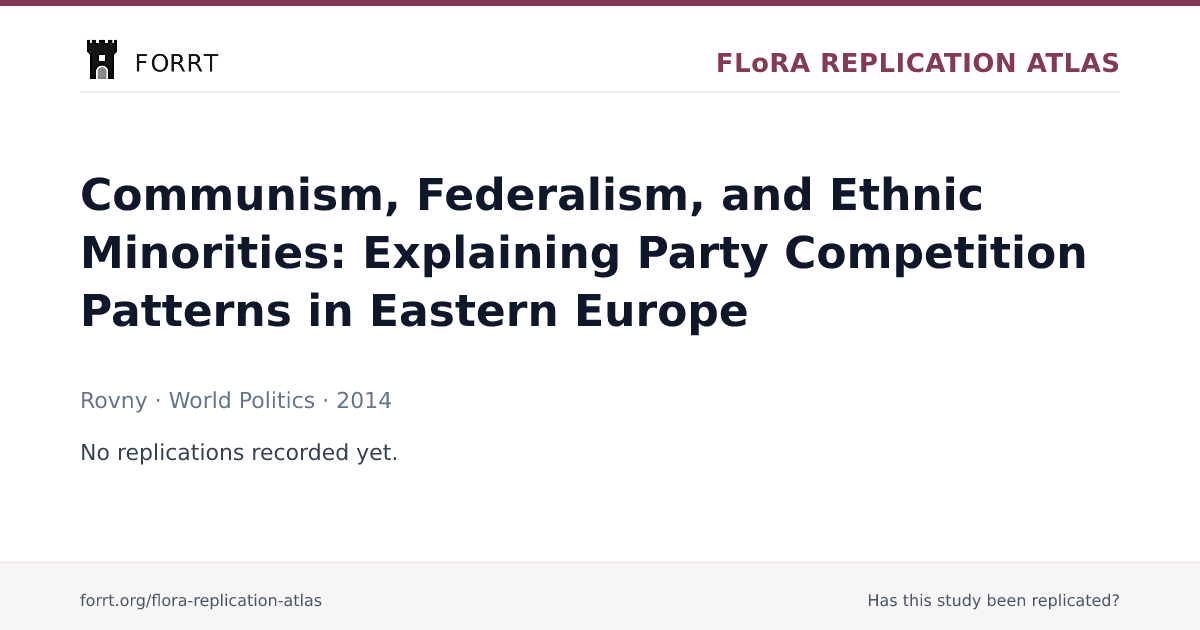 FORRT
FLoRA REPLICATION ATLAS
Communism, Federalism, and Ethnic
Minorities: Explaining Party Competition
Patterns in Eastern Europe
Rovny · World Politics · 2014
No replications recorded yet.
forrt.org/flora-replication-atlas
Has this study been replicated?